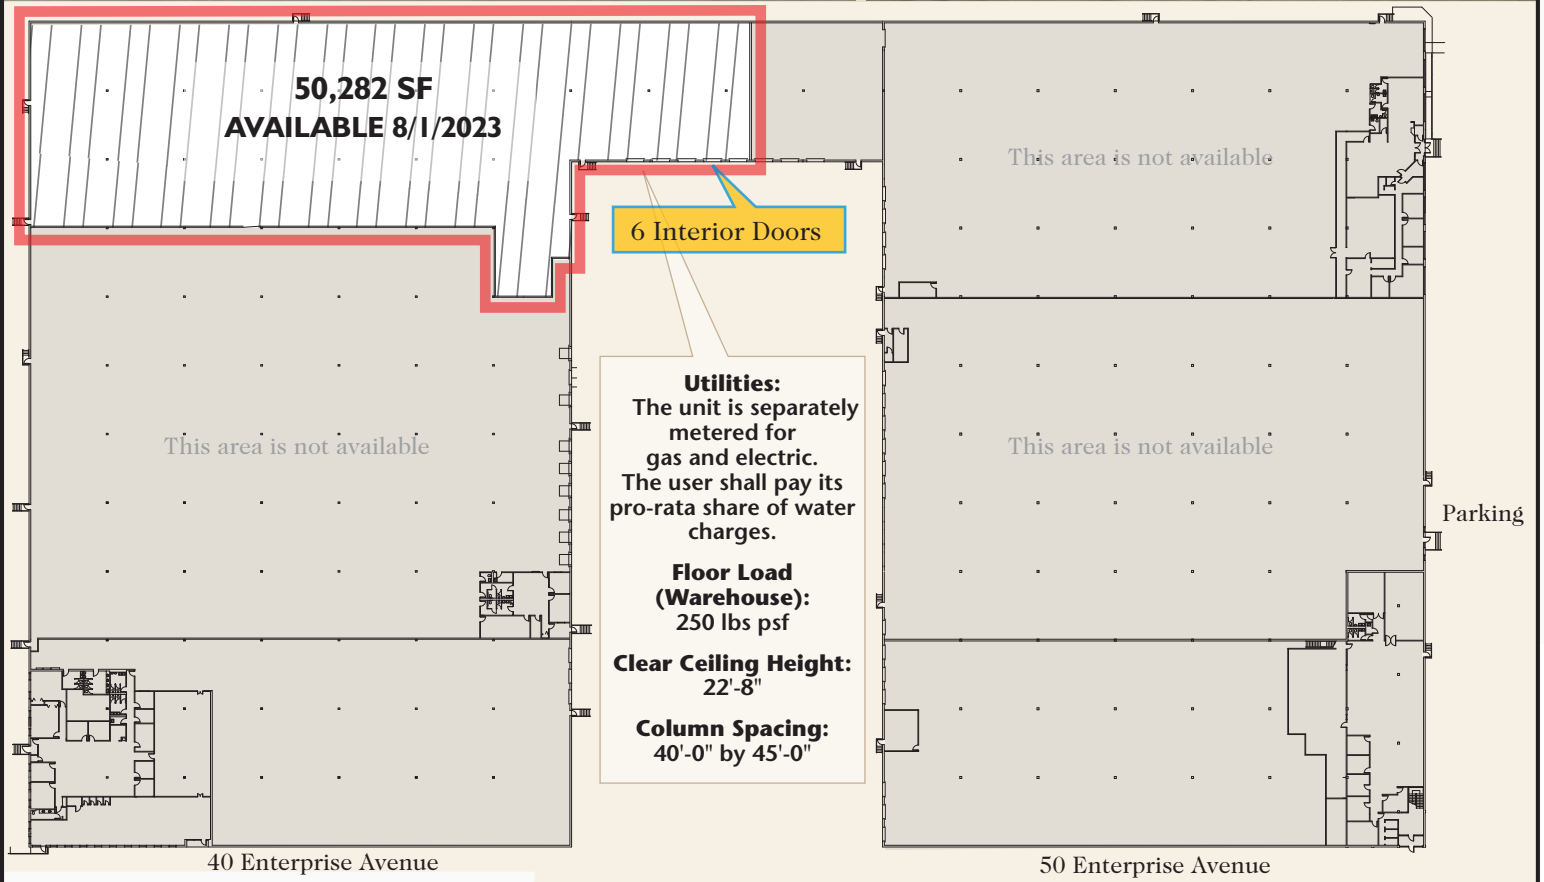 50,282 SF
AVAILABLE 8/1/2023
This area is not available
6 Interior Doors
This area is not available
This area is not available
Utilities:
The unit is separately
metered for
gas and electric.
The user shall pay its
pro-rata share of water
charges.
Floor Load
(Warehouse):
250 lbs psf
Clear Ceiling Height:
22'-8"
Column Spacing:
40'-0" by 45'-0"
Parking
40 Enterprise Avenue
50 Enterprise Avenue